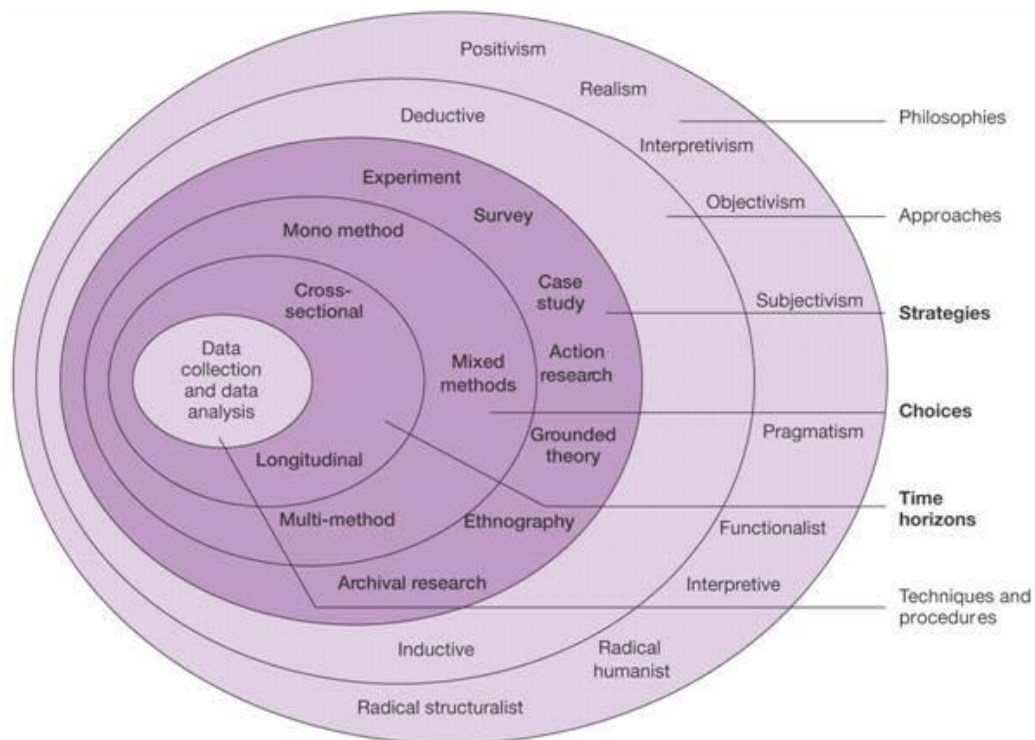 Positivism
Realism
Philosophies
Deductive
Interpretivism
Experiment
Objectivism
Survey
Approaches
Mono method
Case
study
Cross-
sectional
Subjectivism
Strategies
Data
collection
and data
analysis
Mixed
methods
Action
research
Choices
Pragmatism
Grounded
theory
Longitudinal
Time
horizons
Multi-method
Ethnography
Functionalist
Archival research
Interpretive
Techniques and
procedures
Inductive
Radical
humanist
Radical structuralist